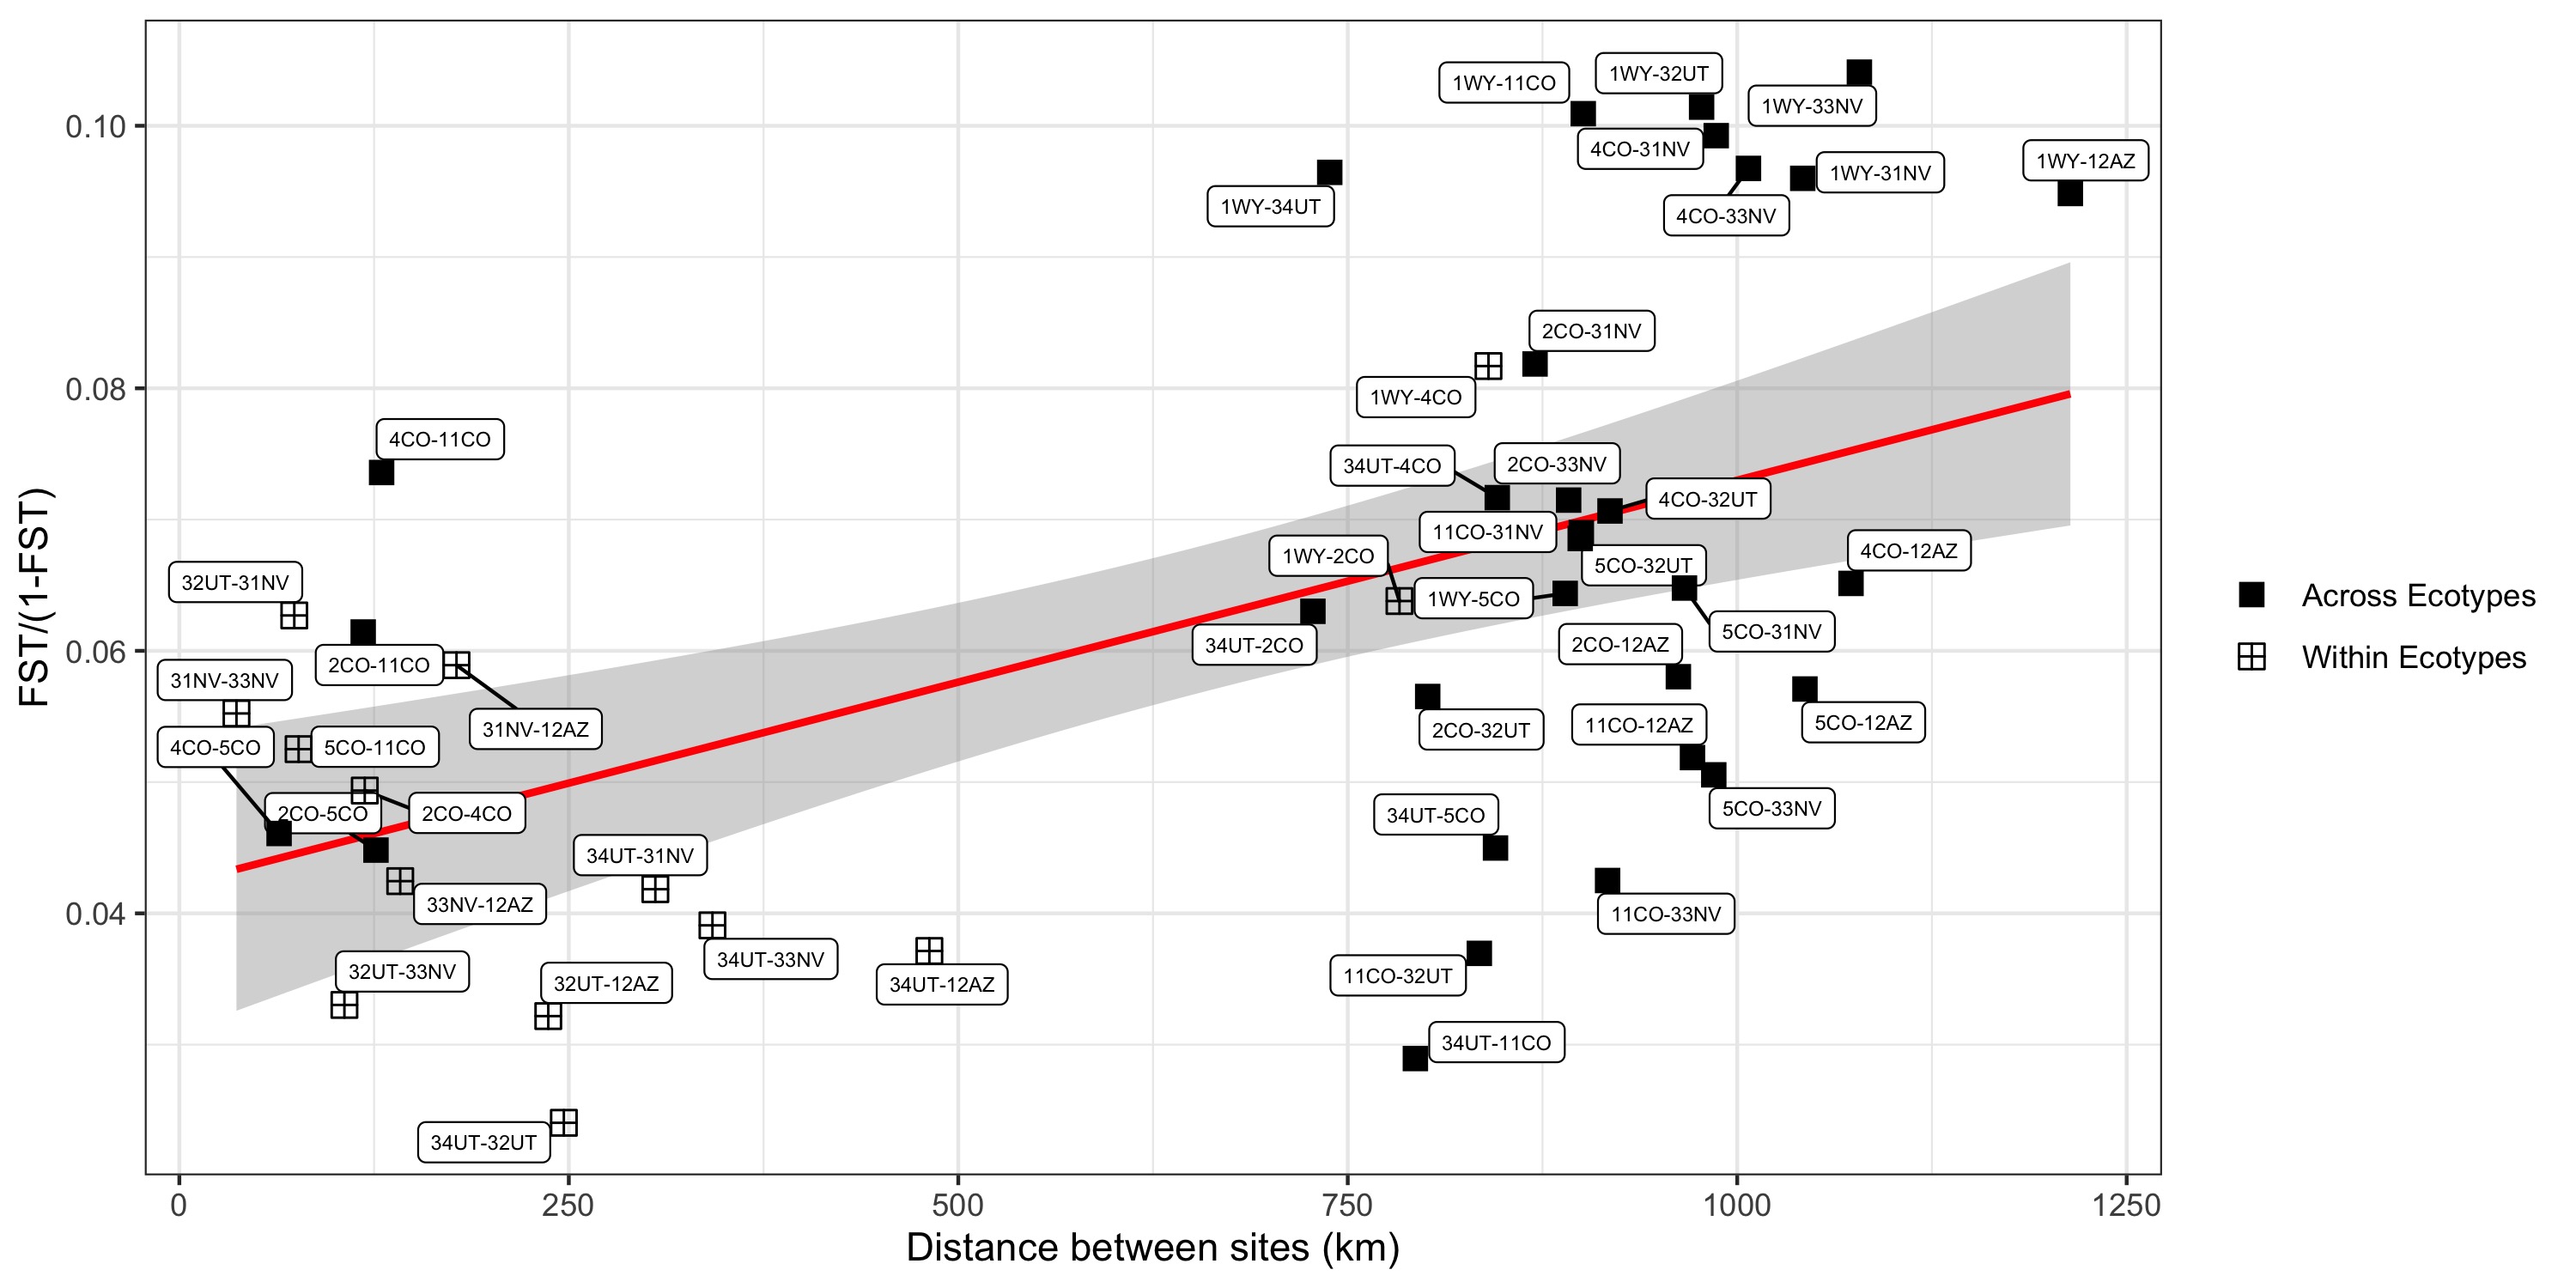 1WY-32UT
1WY-11CO
1WY-33NV
0.10
4CO-31NV
1WY-12AZ
1WY-31NV
1WY-34UT
4CO-33NV
2CO-31NV
0.08
1WY-4CO
4CO-11CO
34UT-4CO
2CO-33NV
4CO-32UT
11CO-31NV
1WY-2CO
4CO-12AZ
5CO-32UT
32UT-31NV
1WY-5CO
Across Ecotypes
5CO-31NV
0.06
2CO-11CO
34UT-2CO
2CO-12AZ
Within Ecotypes
31NV-33NV
31NV-12AZ
2CO-32UT
11CO-12AZ
5CO-12AZ
4CO-5CO
5CO-11CO
2CO-5CO
2CO-4CO
34UT-5CO
5CO-33NV
34UT-31NV
33NV-12AZ
0.04
11CO-33NV
34UT-33NV
32UT-33NV
32UT-12AZ
34UT-12AZ
11CO-32UT
34UT-11CO
34UT-32UT
FST/(1-FST)
0
250
500
750
1000
1250
Distance between sites (km)